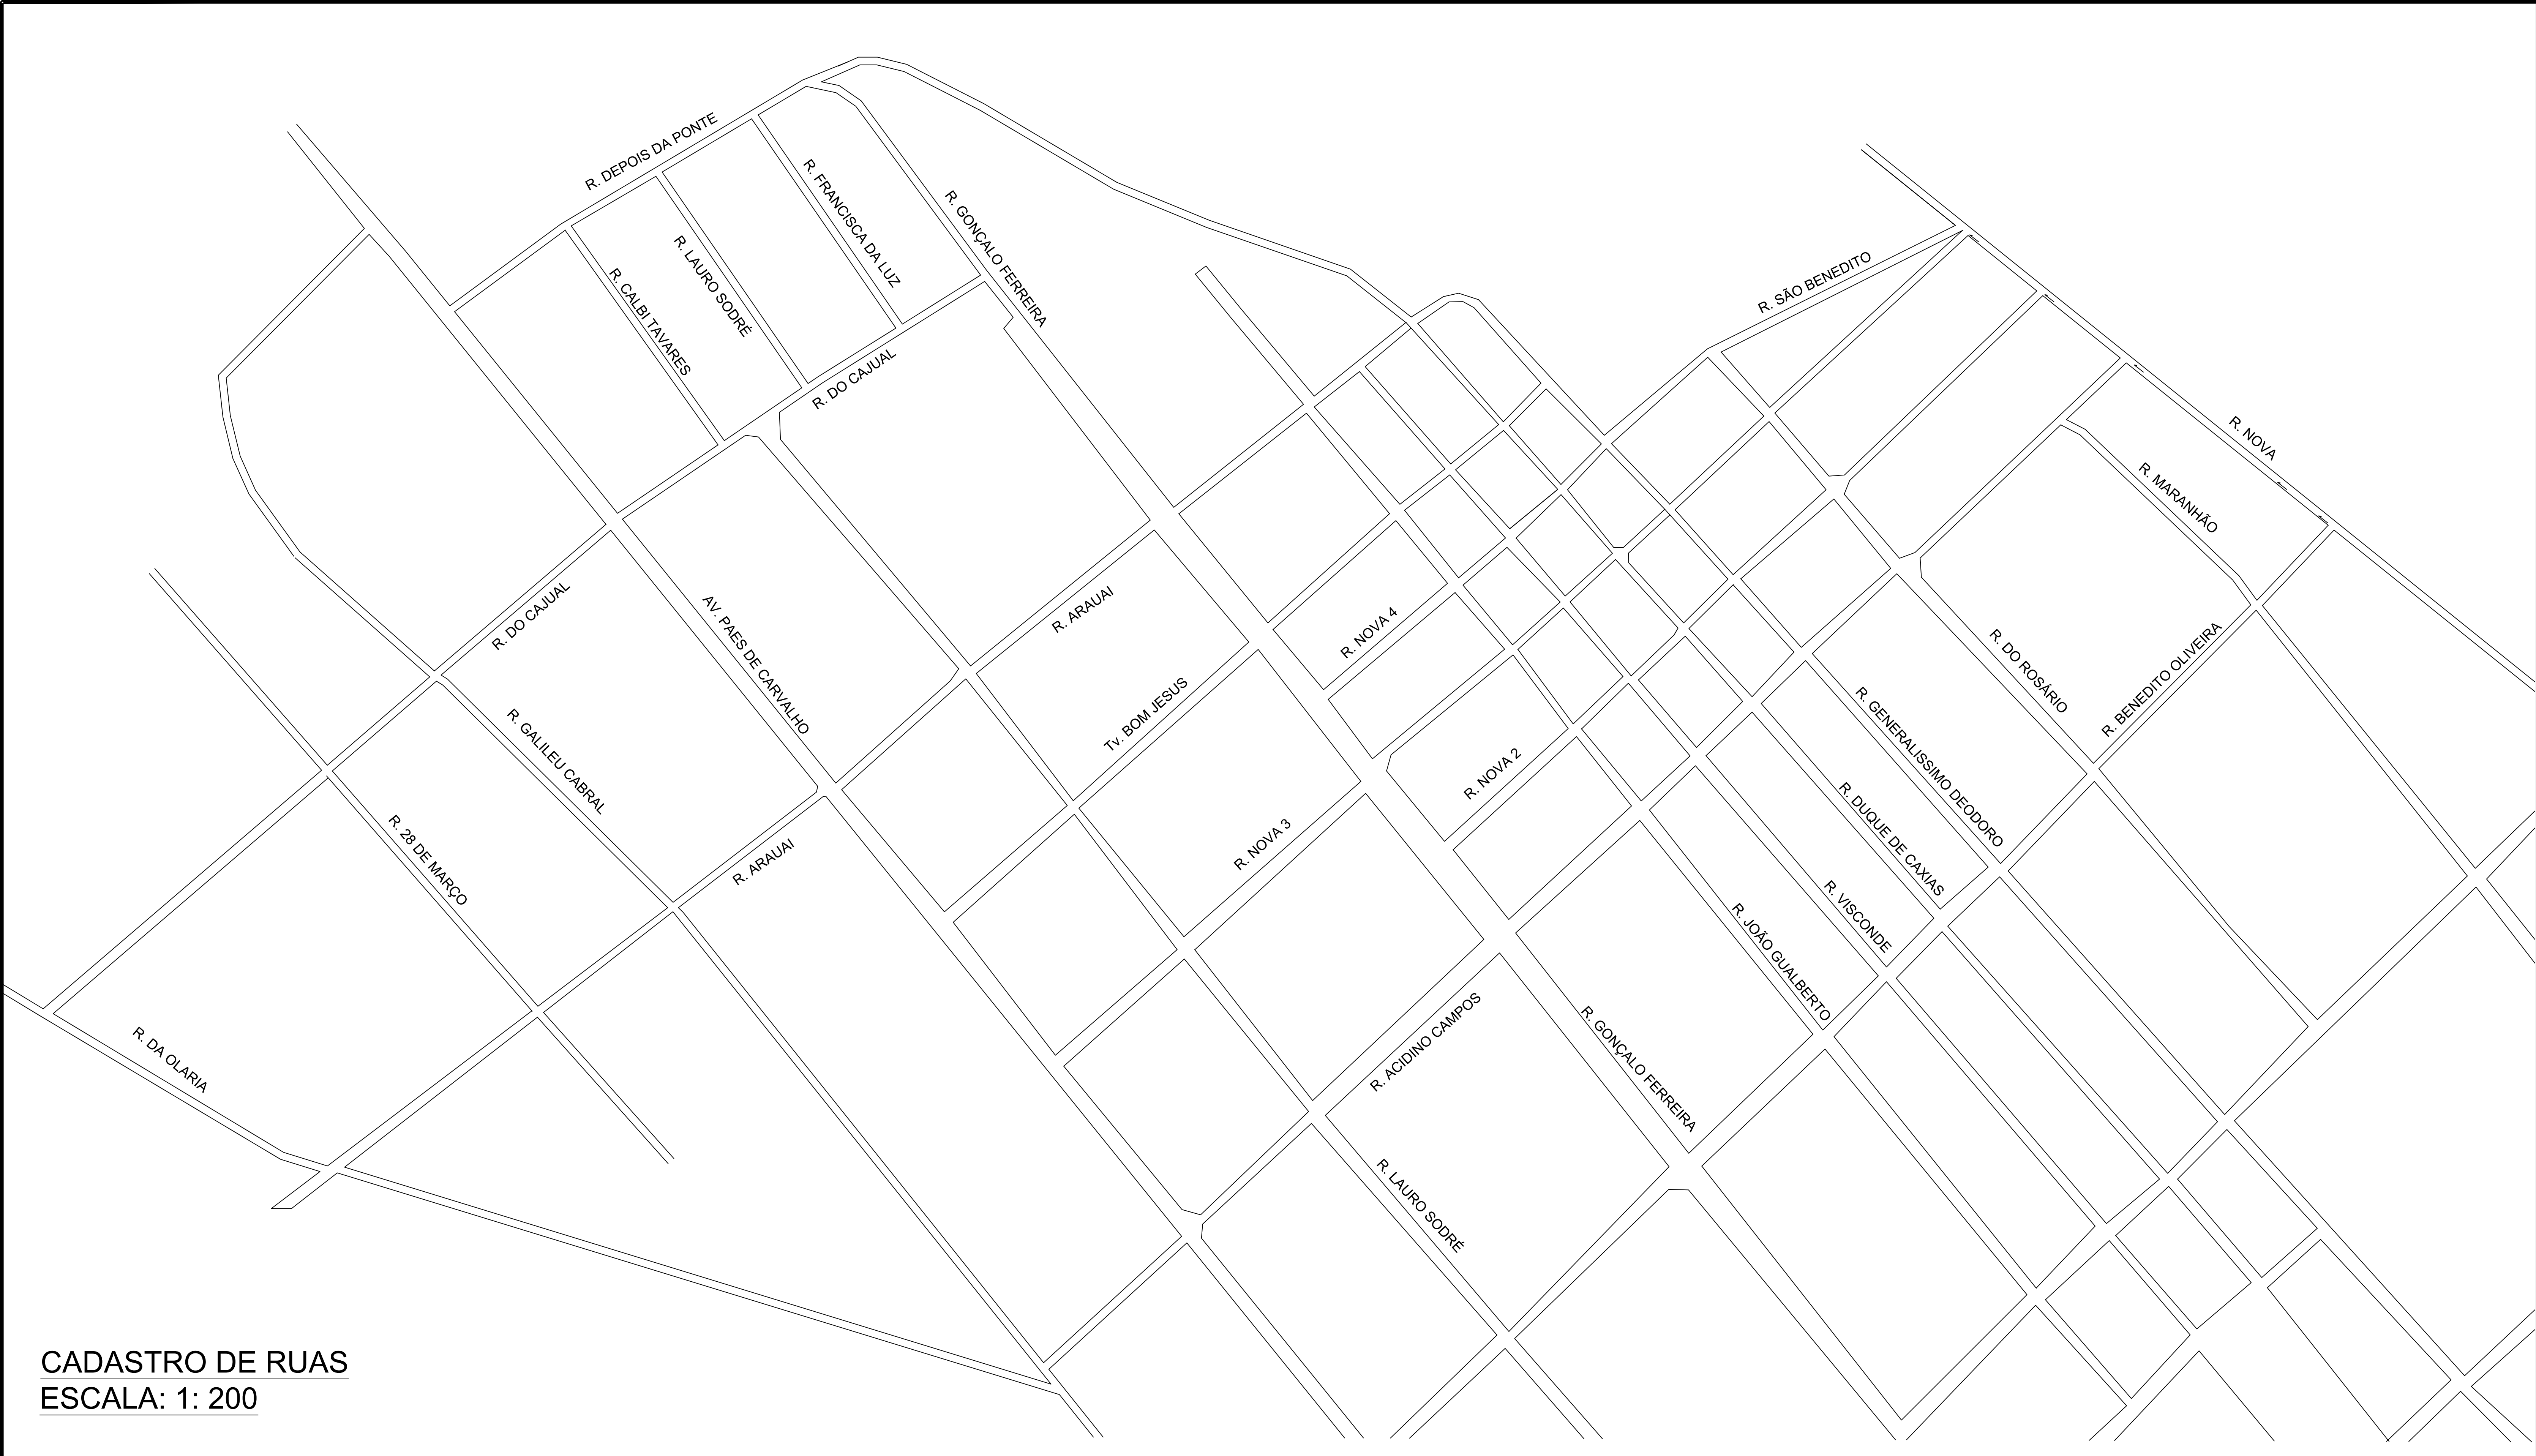 R. DEPOIS DA PONTE
R. FRANCISCA DA LUZ
R. GONÇALO FERREIRA
R. LAURO SODRÉ
R. CALBI TAVARES
R. DO CAJUAL
R. SÃO BENEDITO
R. NOVA
R. MARANHÃO
R. DO CAJUAL
AV. PAES DE CARVALHO
R. ARAUAI
R. NOVA 4
R. DO ROSÁRIO
R. BENEDITO OLIVEIRA
R. GALILEU CABRAL
Tv. BOM JESUS
R. NOVA 2
R. GENERALISSIMO DEODORO
R. DUQUE DE CAXIAS
R. 28 DE MARÇO
R. ARAUAI
R. NOVA 3
R. VISCONDE
R. JOÃO GUALBERTO
R. ACIDINO CAMPOS
R. GONÇALO FERREIRA
R. DA OLARIA
R. LAURO SODRÉ
CADASTRO DE RUAS
ESCALA: 1: 200